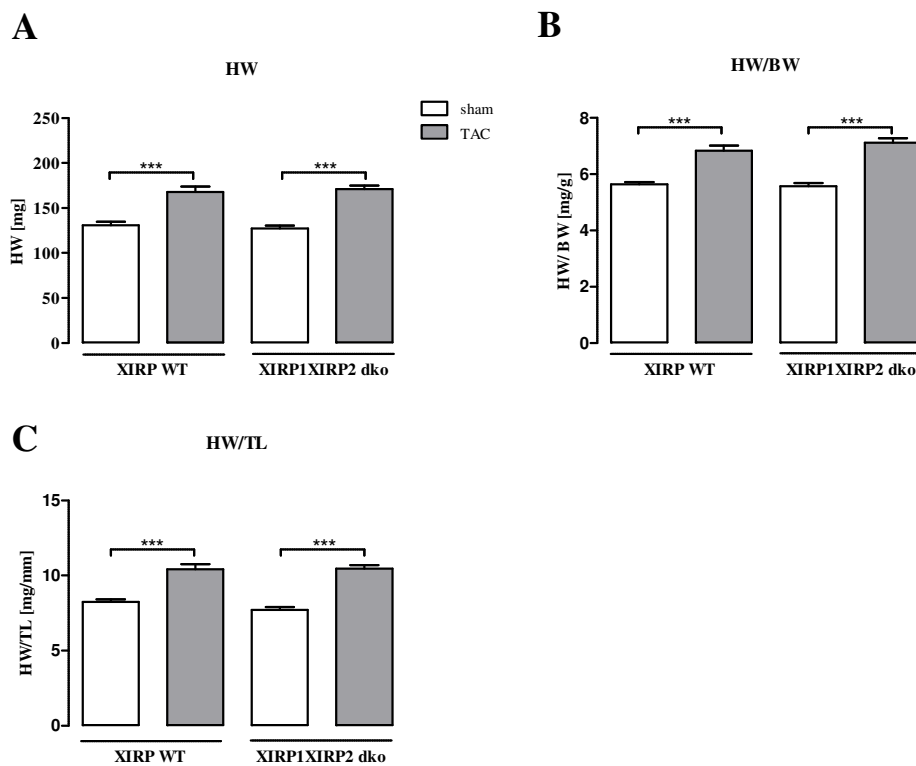 A
HW
sham
TAC
250
200
150
100
50
0
HW [mg]
***
***
XIRP WT
XIRP1XIRP2 dko
B
HW/BW
8
6
4
2
0
HW/ BW [mg/g]
***
***
XIRP WT
XIRP1XIRP2 dko
C
HW/TL
15
10
5
0
HW/TL [mg/mm]
***
***
XIRP WT
XIRP1XIRP2 dko